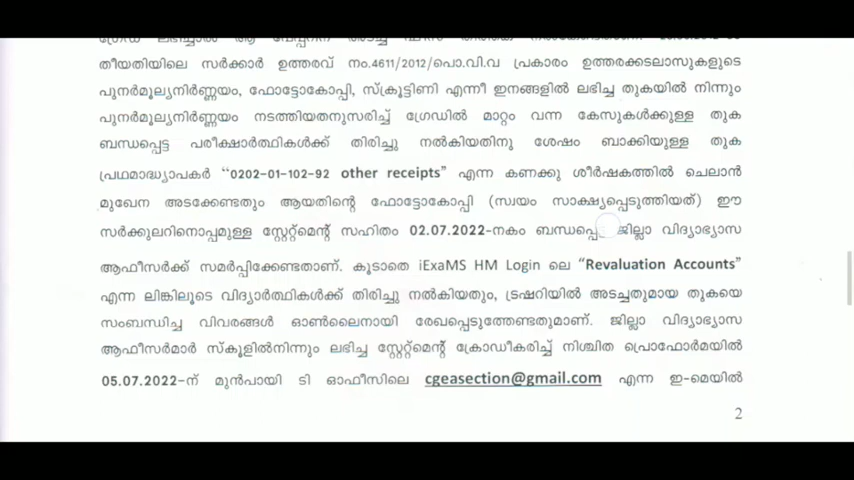 തീയതിയിലെ സർക്കാർ ഉത്തരവ് നം.4611/2012/പൊ.വി.വ പ്രകാരം ഉത്തരക്കടലാസുകളുടെ
പുനർമൂല്യനിർണ്ണയം, ഫോട്ടോകോപ്പി, സ്ക്രൂട്ടിണി എന്നീ ഇനങ്ങളിൽ ലഭിച്ച തുകയിൽ നിന്നും
പുനർമൂല്യനിർണ്ണയം നടത്തിയതനുസരിച്ച് ഗ്രേഡിൽ മാറ്റം വന്ന കേസുകൾക്കുള്ള തുക
ബന്ധപ്പെട്ട പരീക്ഷാർത്ഥികൾക്ക് തിരിച്ചു നൽകിയതിനു ശേഷം ബാക്കിയുള്ള തുക
പ്രഥമാദ്ധ്യാപകർ “0202-01-102-92 other receipts” എന്ന കണക്കു ശീർഷകത്തിൽ ചെലാൻ
മുഖേന അടക്കേണ്ടതും ആയതിന്റെ ഫോട്ടോകോപ്പി (സ്വയം സാക്ഷ്യപ്പെടുത്തിയത്) ഈ
സർക്കുലറിനൊപ്പമുള്ള സ്റ്റേറ്റ്മെന്റ് സഹിതം 02.07.2022-നകം ജില്ലാ വിദ്യാഭ്യാസ
ആഫീസർക്ക് സമർപ്പിക്കേണ്ടതാണ്. കൂടാതെ iExaMS HM Login ലെ “Revaluation Accounts”
എന്ന ലിങ്കിലൂടെ വിദ്യാർത്ഥികൾക്ക് തിരിച്ചു നൽകിയതും, ട്രഷറിയിൽ അടച്ചതുമായ തുകയെ
സംബന്ധിച്ച വിവരങ്ങൾ ഓൺലൈനായി രേഖപ്പെടുത്തേണ്ടതുമാണ്. ജില്ലാ വിദ്യാഭ്യാസ
ആഫീസർമാർ സ്കൂളിൽനിന്നും ലഭിച്ച സ്റ്റേറ്റ്മെന്റ് ക്രോഡീകരിച്ച് നിശ്ചിത പ്രൊഫോർമയിൽ
05.07.2022-ന് മുൻപായി ടി ഓഫീസിലെ cgeasection@gmail.com എന്ന ഇ-മെയിൽ
2